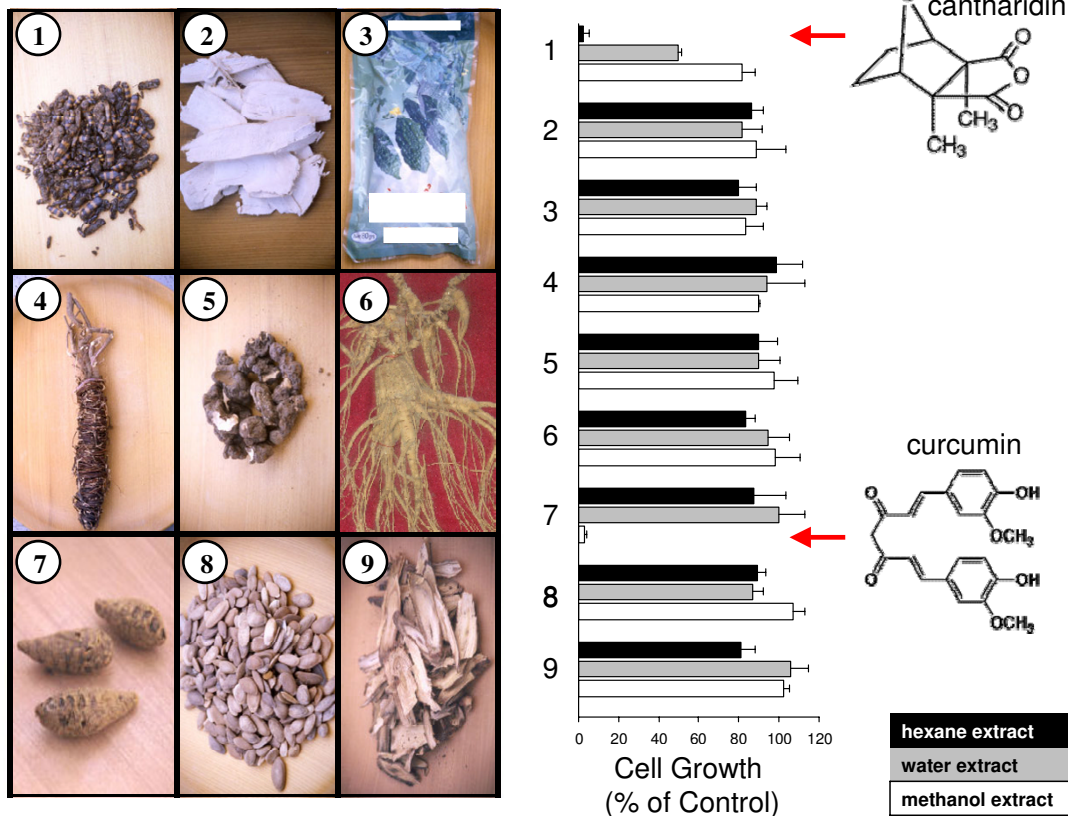 1
2
3
4
5
6
7
8
9
1
2
3
4
5
6
7
8
9
0
20
40
60
80
100
120
Cell Growth
(% of Control)
cantharidin
O
O
O
CH3
CH3
curcumin
O
OH
OCH3
O
OH
OCH3
hexane extract
water extract
methanol extract